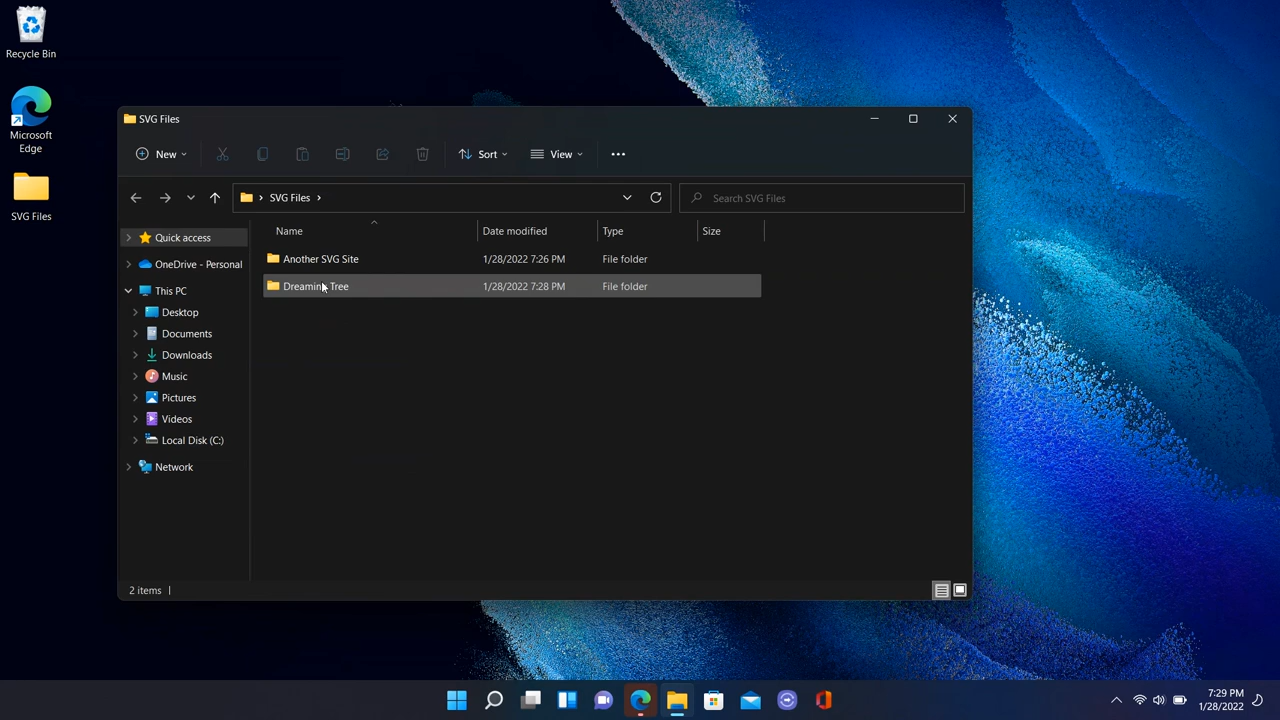 Recycle Bin
Microsoft
Edge
SVG Files
SVG Files
New
Sort
View
SVG Files
Search SVG Files
Name
Date modified
Type
Size
Quick access
OneDrive - Personal
This PC
Desktop
Documents
Downloads
Music
Pictures
Videos
Local Disk (C:)
Network
Another SVG Site
1/28/2022 7:26 PM
File folder
Dreaming Tree
1/28/2022 7:28 PM
File folder
2 items
7:29 PM
1/28/2022